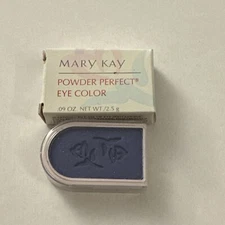 MARY KAY
POWDER PERFECT®
EYE COLOR
.09 OZ. NET WT./2.5 g